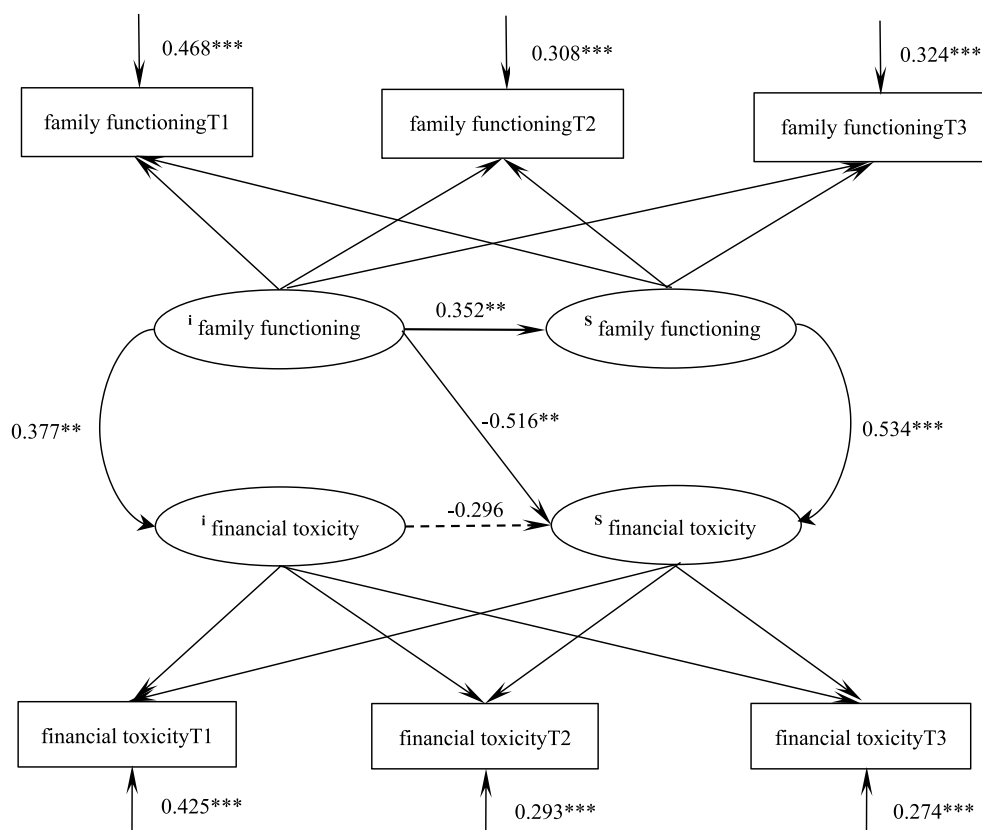 0.468***
0.308***
0.324***
family functioningT1
family functioningT2
family functioningT3
0.352**
i family functioning
S family functioning
-0.516**
0.377**
0.534***
-0.296
i financial toxicity
S financial toxicity
financial toxicityT1
financial toxicityT2
financial toxicityT3
0.425***
0.293***
0.274***